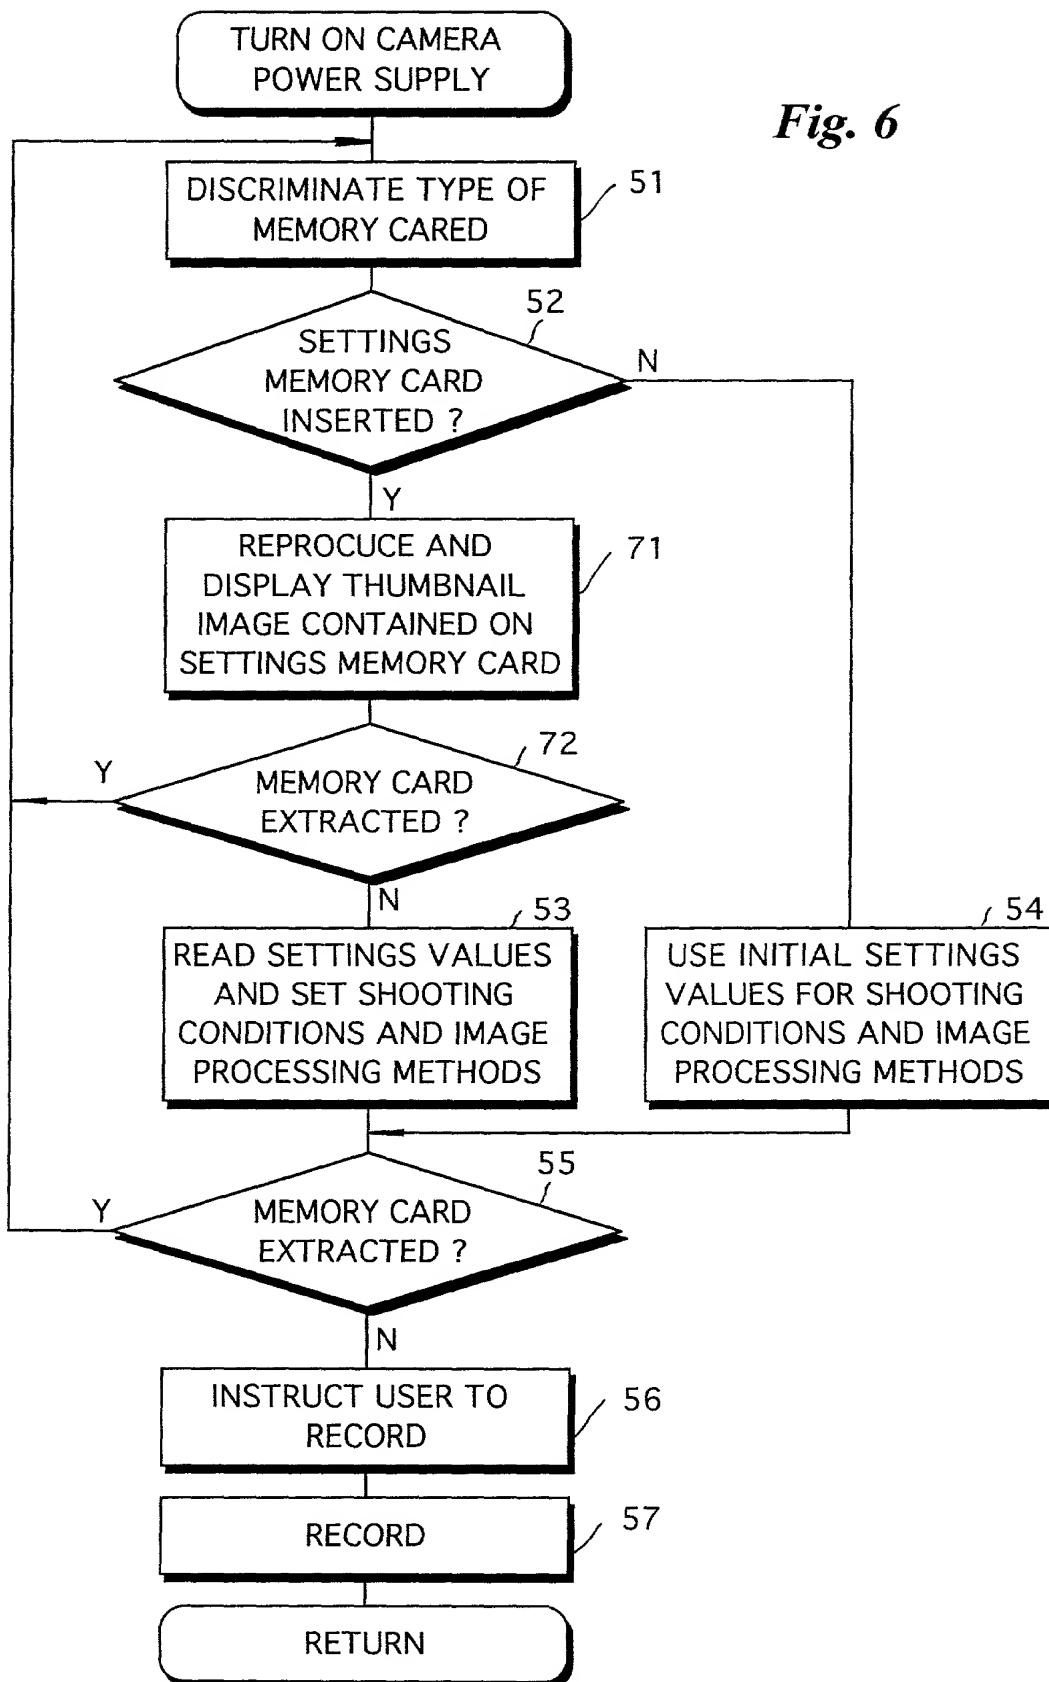 TURN ON CAMERA
POWER SUPPLY
Fig. 6
DISCRIMINATE TYPE OF
MEMORY CARED
51
SETTINGS
MEMORY CARD
INSERTED ?
52
N
Y
REPROCUCE AND
DISPLAY THUMBNAIL
IMAGE CONTAINED ON
SETTINGS MEMORY CARD
71
MEMORY CARD
EXTRACTED ?
72
Y
N
READ SETTINGS VALUES
AND SET SHOOTING
CONDITIONS AND IMAGE
PROCESSING METHODS
53
USE INITIAL SETTINGS
VALUES FOR SHOOTING
CONDITIONS AND IMAGE
PROCESSING METHODS
54
MEMORY CARD
EXTRACTED ?
55
Y
N
INSTRUCT USER TO
RECORD
56
RECORD
57
RETURN